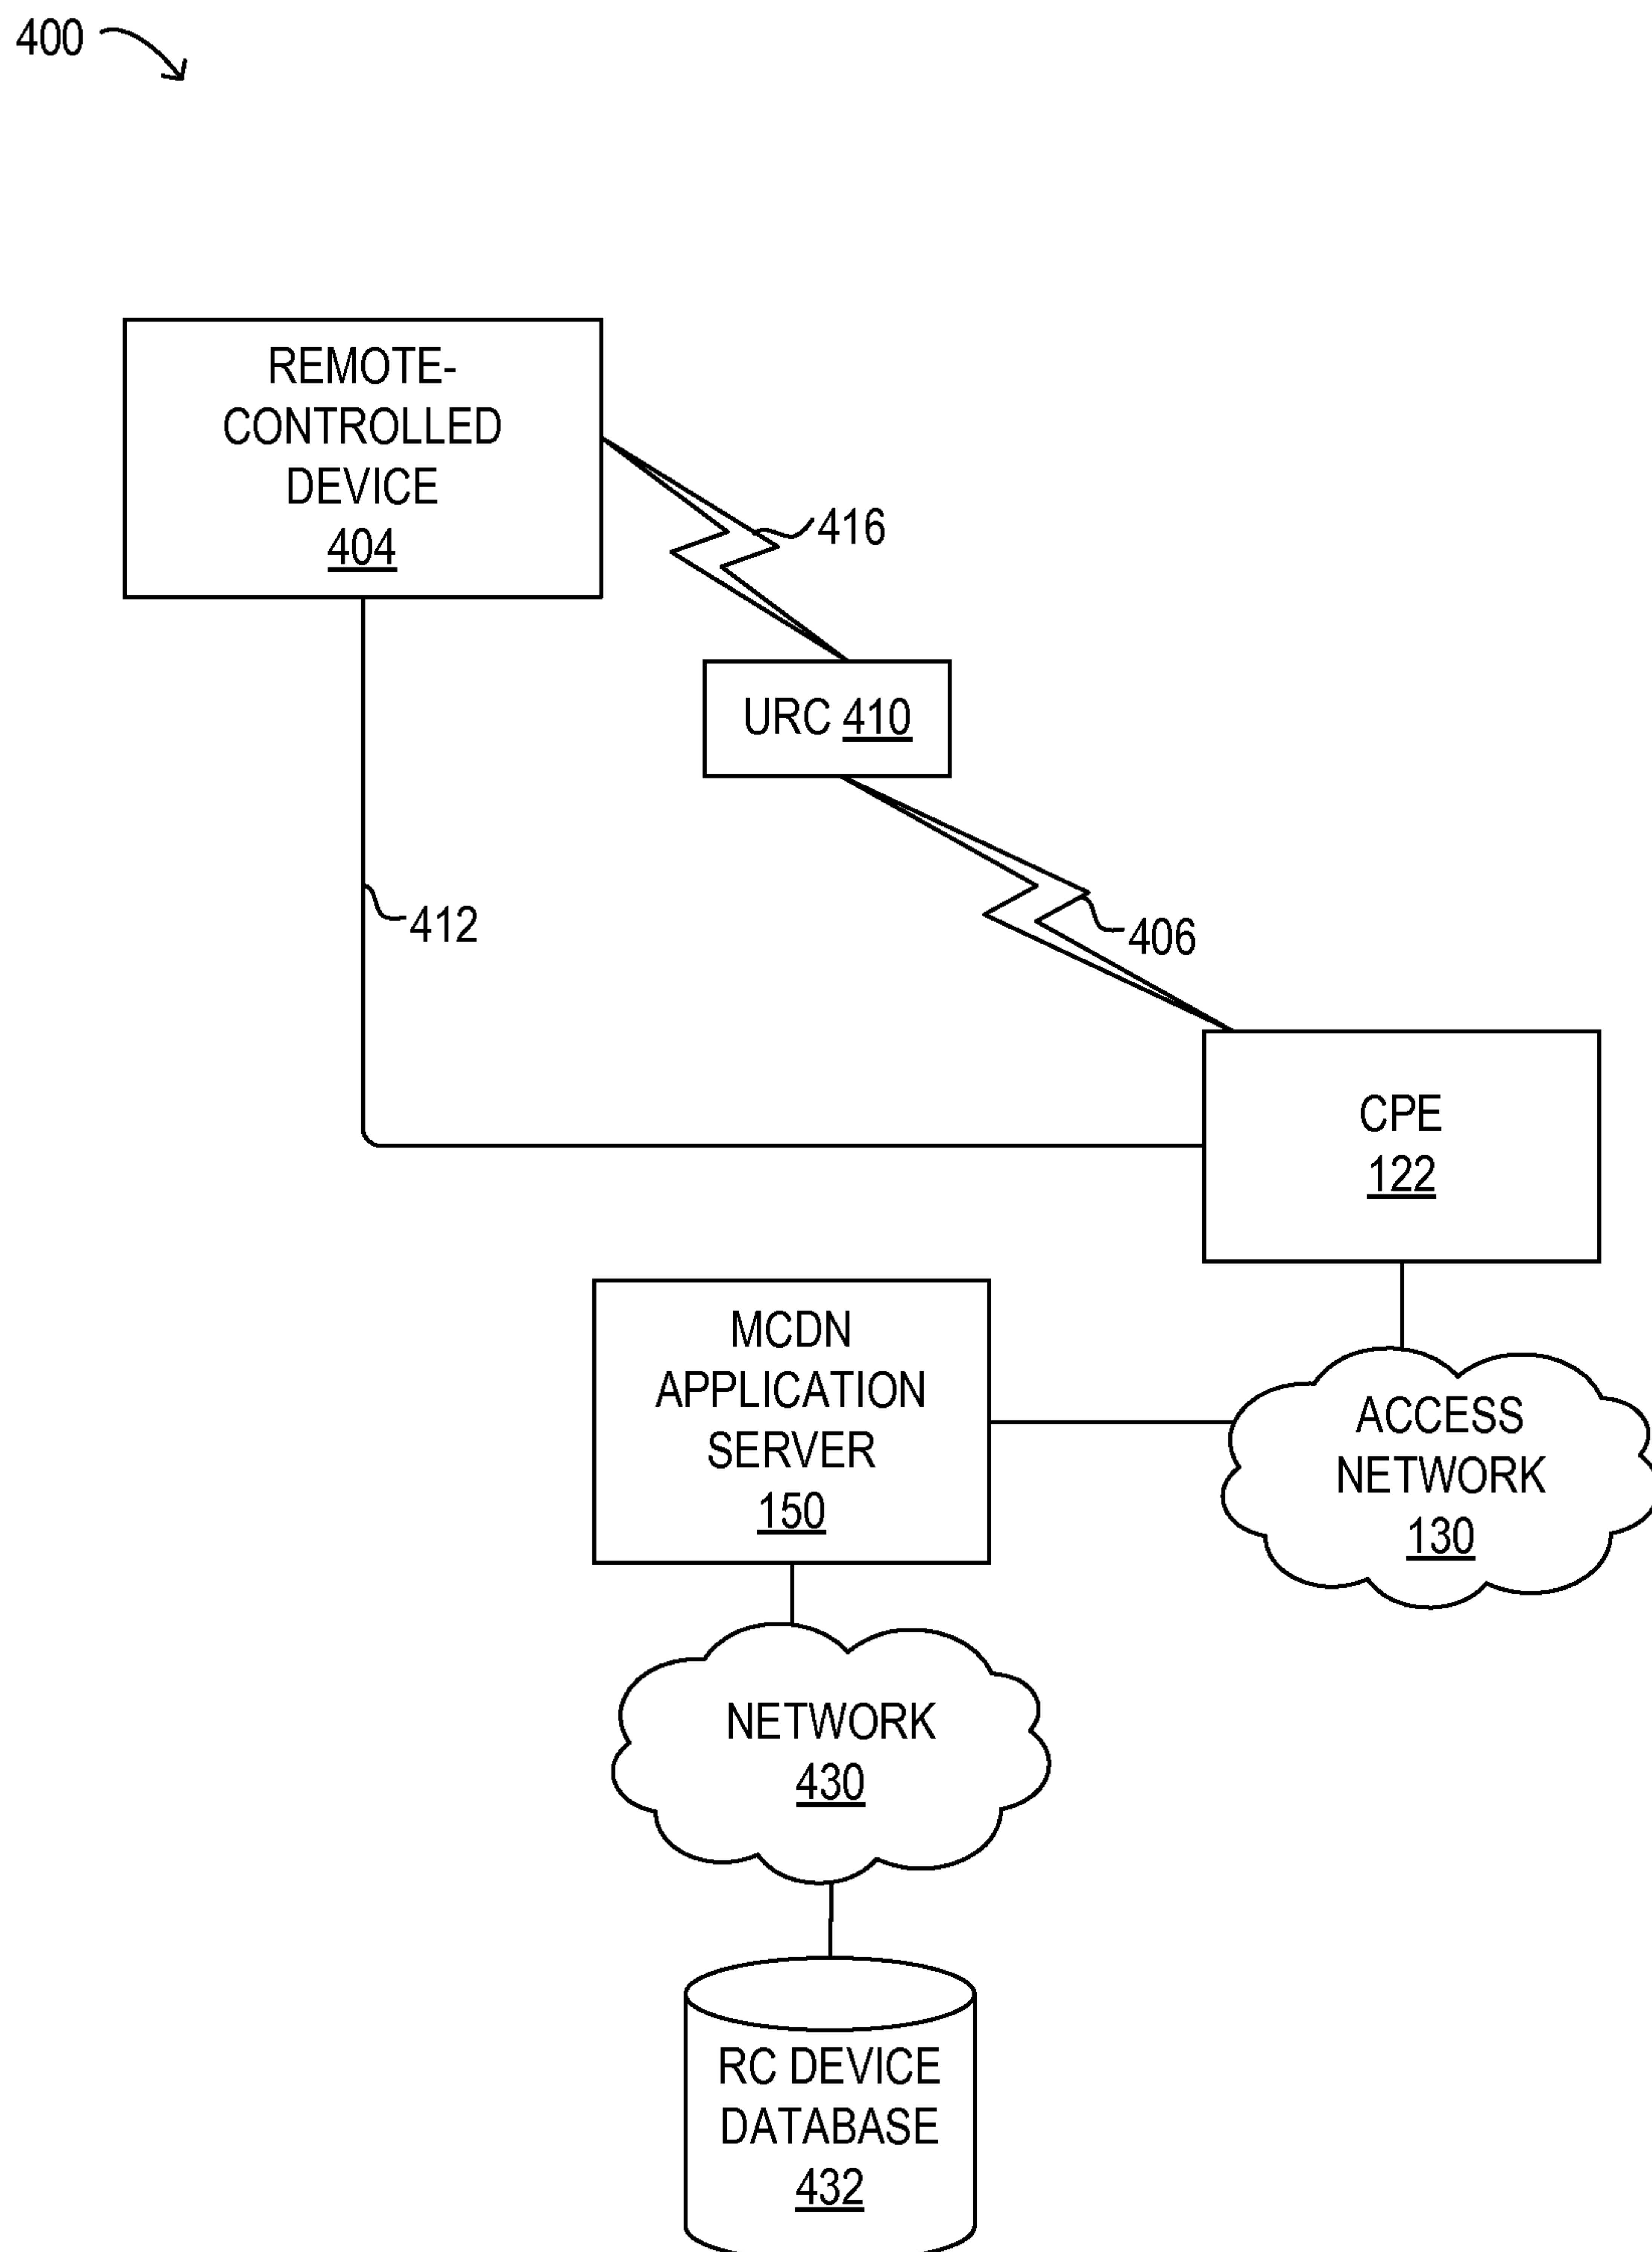 400
REMOTE-
CONTROLLED
DEVICE
404
416
URC 410
412
406
CPE
122
MCDN
APPLICATION
SERVER
150
ACCESS
NETWORK
130
NETWORK
430
RC DEVICE
DATABASE
432